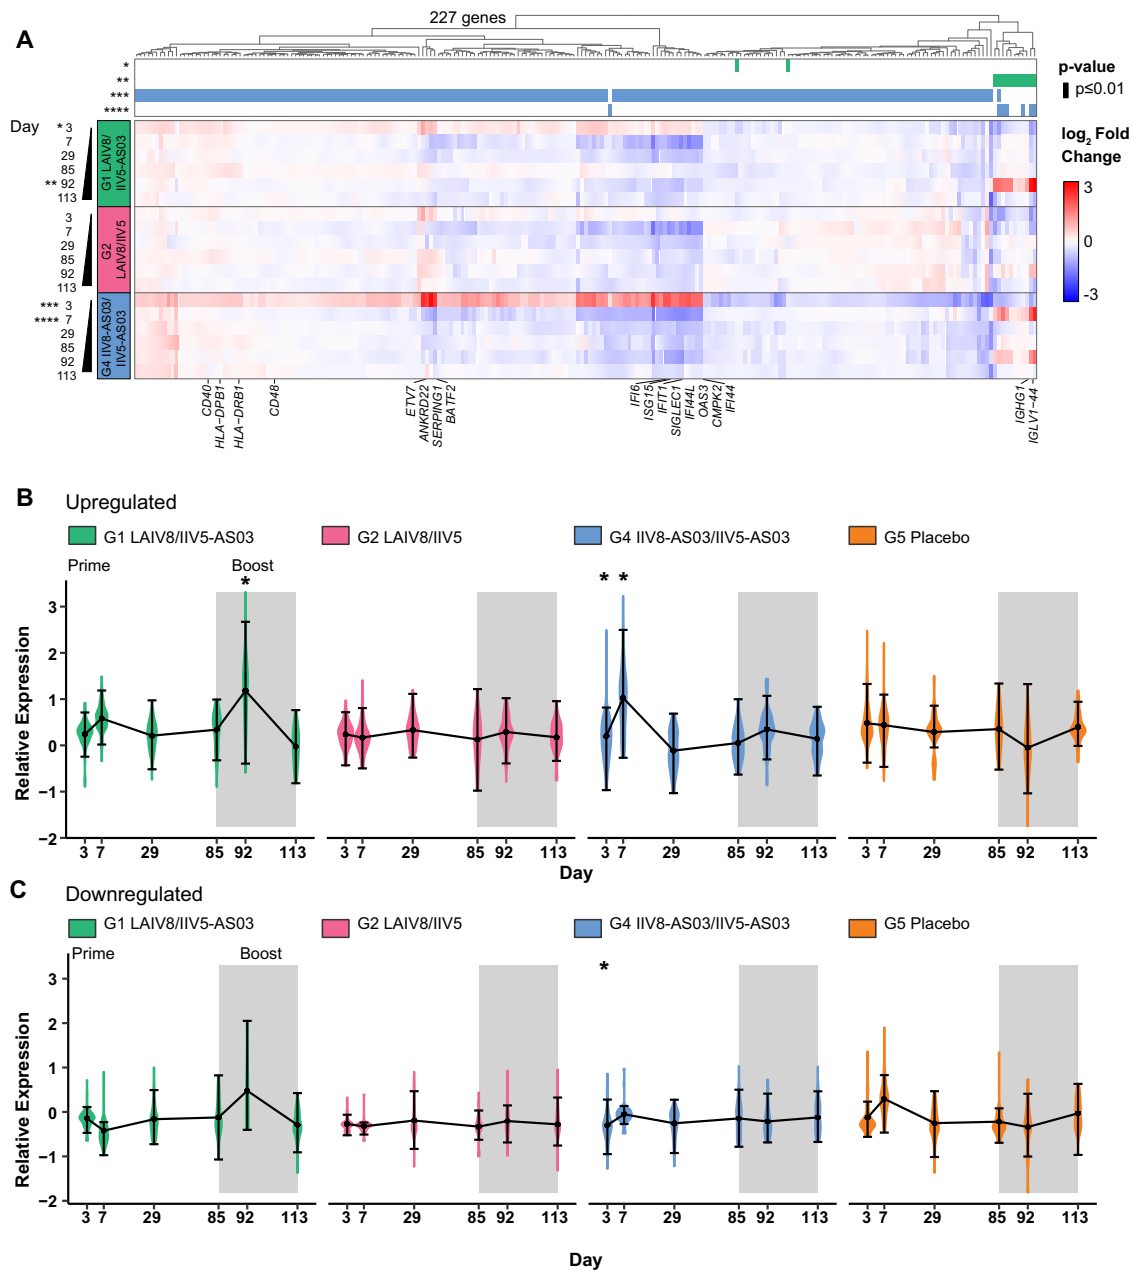 A
227 genes
*
**
***
****
p-value
p≤0.01
log2 Fold
Change
3
0
-3
Day
* 3
7
29
85
** 92
113
G1 LAIV8/
IIV5-AS03
3
7
29
85
92
113
G2
LAIV8/IIV5
*** 3
**** 7
29
85
92
113
G4 IIV8-AS03/
IIV5-AS03
CD40
HLA-DPB1
HLA-DRB1
CD48
ETV7
ANKRD22
SERPING1
BATF2
IFI6
ISG15
IFIT1
SIGLEC1
IFI44L
OAS3
CMPK2
IFI44
IGHG1
IGLV1-44
B
Upregulated
G1 LAIV8/IIV5-AS03 G2 LAIV8/IIV5 G4 IIV8-AS03/IIV5-AS03 G5 Placebo
Prime Boost
* * *
Relative Expression
3
2
1
0
−1
−2
3 7 29 85 92 113 3 7 29 85 92 113 3 7 29 85 92 113 3 7 29 85 92 113
Day
C
Downregulated
G1 LAIV8/IIV5-AS03 G2 LAIV8/IIV5 G4 IIV8-AS03/IIV5-AS03 G5 Placebo
Prime Boost
*
Relative Expression
3
2
1
0
−1
−2
3 7 29 85 92 113 3 7 29 85 92 113 3 7 29 85 92 113 3 7 29 85 92 113
Day